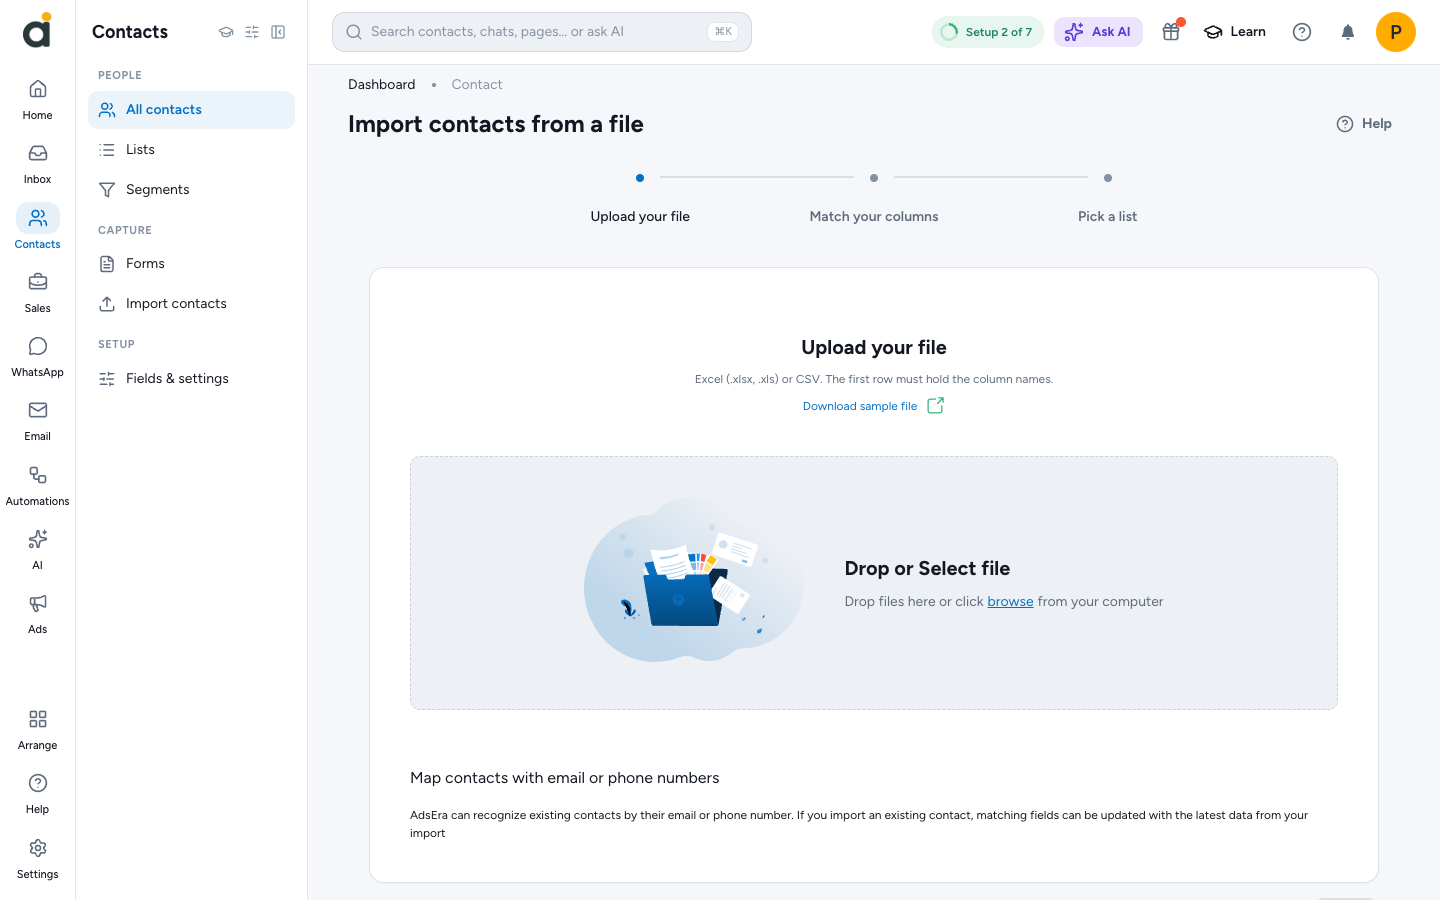 Contacts
Search contacts, chats, pages... or ask AI
⌘K
Setup 2 of 7
Ask AI
Learn
P
Home
Inbox
Contacts
Sales
WhatsApp
Email
Automations
AI
Ads
Arrange
Help
Settings
PEOPLE
All contacts
Lists
Segments
CAPTURE
Forms
Import contacts
SETUP
Fields & settings
Dashboard • Contact
Import contacts from a file
Help
Upload your file
Match your columns
Pick a list
Upload your file
Excel (.xlsx, .xls) or CSV. The first row must hold the column names.
Download sample file
Drop or Select file
Drop files here or click browse from your computer
Map contacts with email or phone numbers
AdsEra can recognize existing contacts by their email or phone number. If you import an existing contact, matching fields can be updated with the latest data from your
import